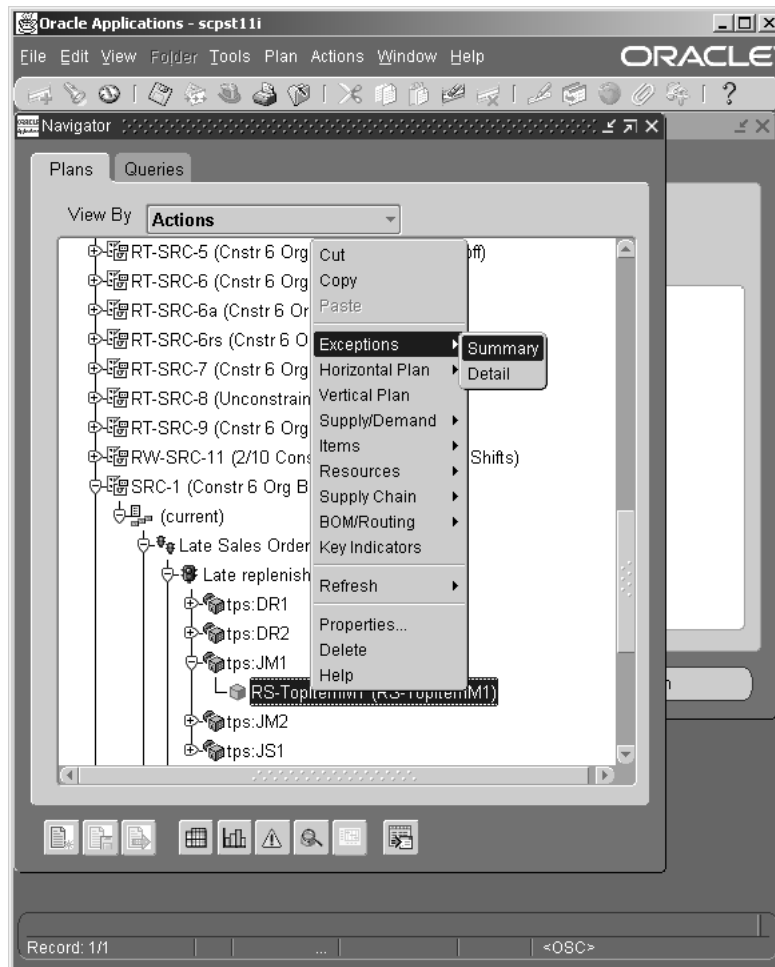 Oracle Applications - scpst11i
File Edit View Folder Tools Plan Actions Window Help ORACLE
Navigator
Plans Queries
View By Actions
RT-SRC-5 (Cnstr 6 Org off)
RT-SRC-6 (Cnstr 6 Org
RT-SRC-6a (Cnstr 6 Or
RT-SRC-6rs (Cnstr 6 O
RT-SRC-7 (Cnstr 6 Org
RT-SRC-8 (Unconstrain
RT-SRC-9 (Cnstr 6 Org
RW-SRC-11 (2/10 Cons Shifts)
SRC-1 (Constr 6 Org B
(current)
Late Sales Order
Late replenish
tps:DR1
tps:DR2
tps:JM1
RS-TopItemM1 (RS-TopItemM1)
tps:JM2
tps:JS1
Cut
Copy
Paste
Exceptions
Horizontal Plan
Vertical Plan
Supply/Demand
Items
Resources
Supply Chain
BOM/Routing
Key Indicators
Refresh
Properties...
Delete
Help
Summary
Detail
Record: 1/1 ... <OSC>